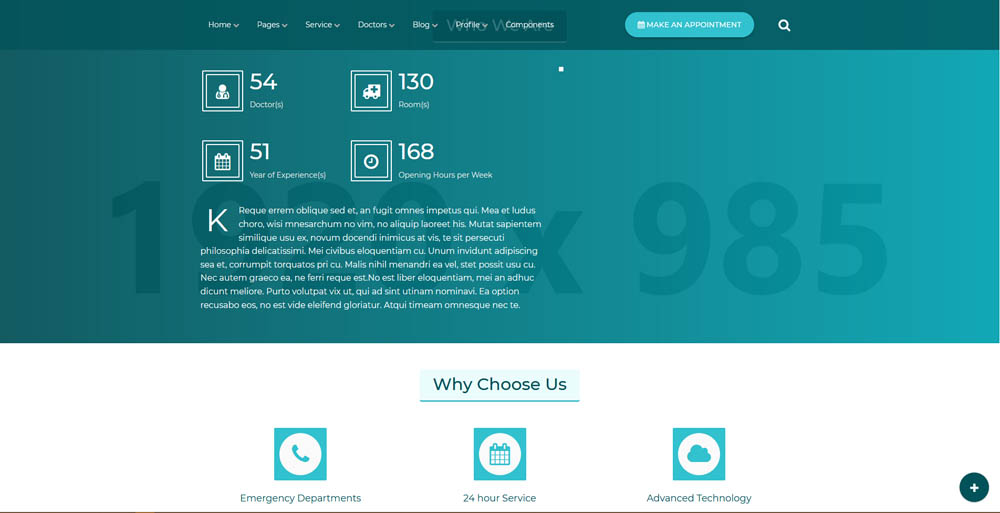 Home Pages Service Doctors Blog Profile Components MAKE AN APPOINTMENT
Who We Are
54
Doctor(s)
130
Room(s)
51
Year of Experience(s)
168
Opening Hours per Week
1920 x 985
K Reque errem oblique sed et, an fugit omnes impetus qui. Mea et ludus
choro, wisi mnesarchum no vim, no aliquip laoreet his. Mutat sapientem
similique usu ex, novum docendi inimicus at vis, te sit persecuti
philosophia delicatissimi. Mei civibus eloquentiam cu. Unum invidunt adipiscing
sea et, corrumpit torquatos pri cu. Malis nihil menandri ea vel, stet possit usu cu.
Nec autem graeco ea, ne ferri reque est.No est liber eloquentiam, mei an adhuc
dicunt meliore. Purto volutpat vix ut, qui ad sint utinam nominavi. Ea option
recusabo eos, no est vide eleifend gloriatur. Atqui timeam omnesque nec te.
Why Choose Us
Emergency Departments
24 hour Service
Advanced Technology